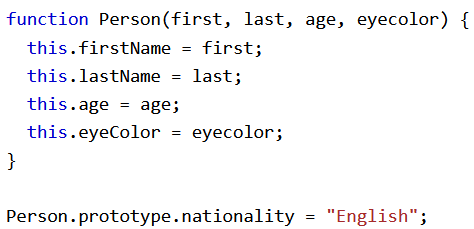 function Person(first, last, age, eyecolor) {
  this.firstName = first;
  this.lastName = last;
  this.age = age;
  this.eyeColor = eyecolor;
}
Person.prototype.nationality = "English";